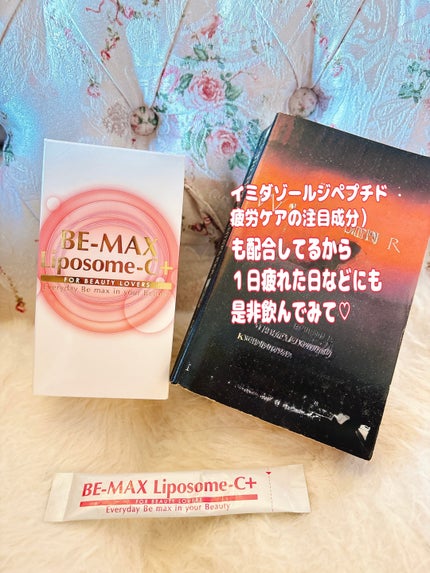 BE-MAX
Liposome-C+
FOR BEAUTY LOVERS
Everyday Be max in your Beauty
イミダゾールジペプチド
疲労ケアの注目成分）
も配合してるから
１日疲れた日などにも
是非飲んでみて♡
BE-MAX Liposome-C+
FOR BEAUTY LOVERS
Everyday Be max in your Beauty